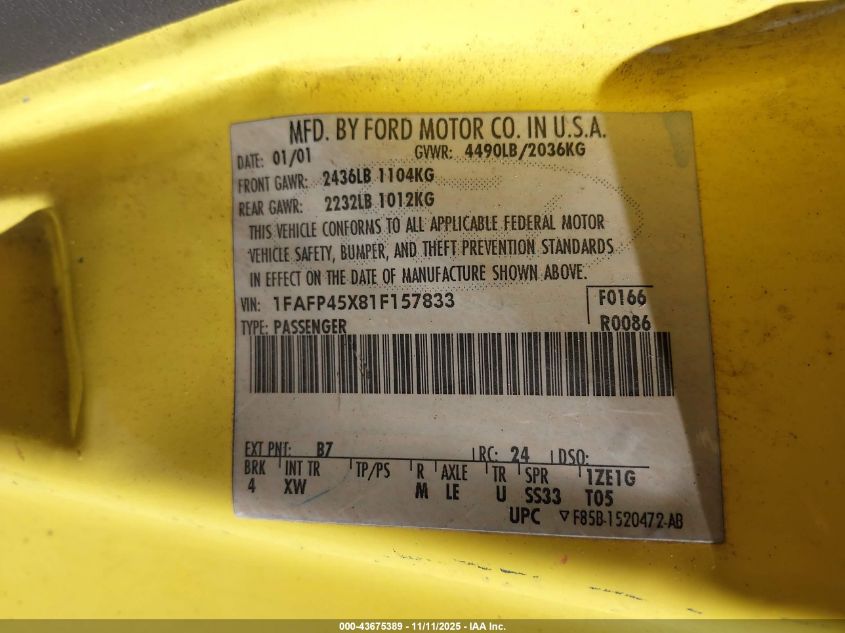 MFD. BY FORD MOTOR CO. IN U.S.A.
DATE: 01/01 GVWR: 4490LB/2036KG
FRONT GAWR: 2436LB 1104KG
REAR GAWR: 2232LB 1012KG
THIS VEHICLE CONFORMS TO ALL APPLICABLE FEDERAL MOTOR
VEHICLE SAFETY, BUMPER, AND THEFT PREVENTION STANDARDS
IN EFFECT ON THE DATE OF MANUFACTURE SHOWN ABOVE.
VIN: 1FAFP45X81F157833 F0166
TYPE: PASSENGER R0086
EXT PNT: B7 RC: 24 DSO:
BRK INT TR TP/PS R AXLE TR SPR 1ZE1G
4 XW M LE U SS33 T05
UPC ▽F85B-1520472-AB
000-43675389 - 11/11/2025 - IAA Inc.